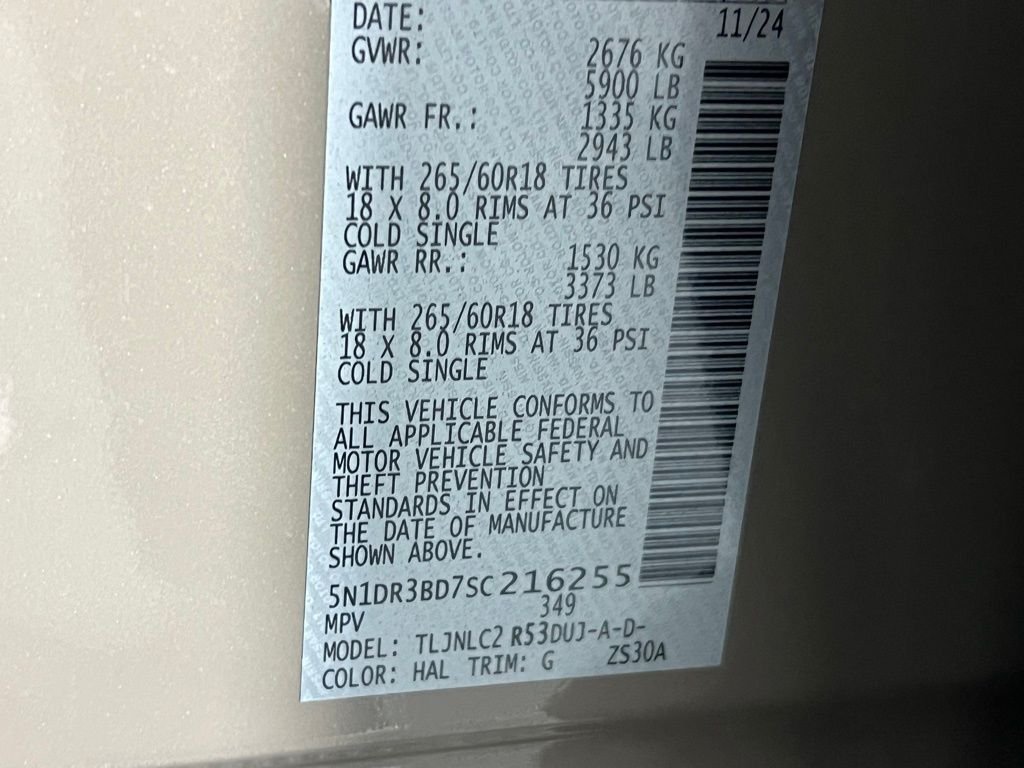 DATE: 11/24
GVWR: 2676 KG
5900 LB
GAWR FR.: 1335 KG
2943 LB
WITH 265/60R18 TIRES
18 X 8.0 RIMS AT 36 PSI
COLD SINGLE
GAWR RR.: 1530 KG
3373 LB
WITH 265/60R18 TIRES
18 X 8.0 RIMS AT 36 PSI
COLD SINGLE
THIS VEHICLE CONFORMS TO
ALL APPLICABLE FEDERAL
MOTOR VEHICLE SAFETY AND
THEFT PREVENTION
STANDARDS IN EFFECT ON
THE DATE OF MANUFACTURE
SHOWN ABOVE.
5N1DR3BD7SC216255
MPV 349
MODEL: TLJNLC2 R53DUJ-A-D-
COLOR: HAL TRIM: G ZS30A